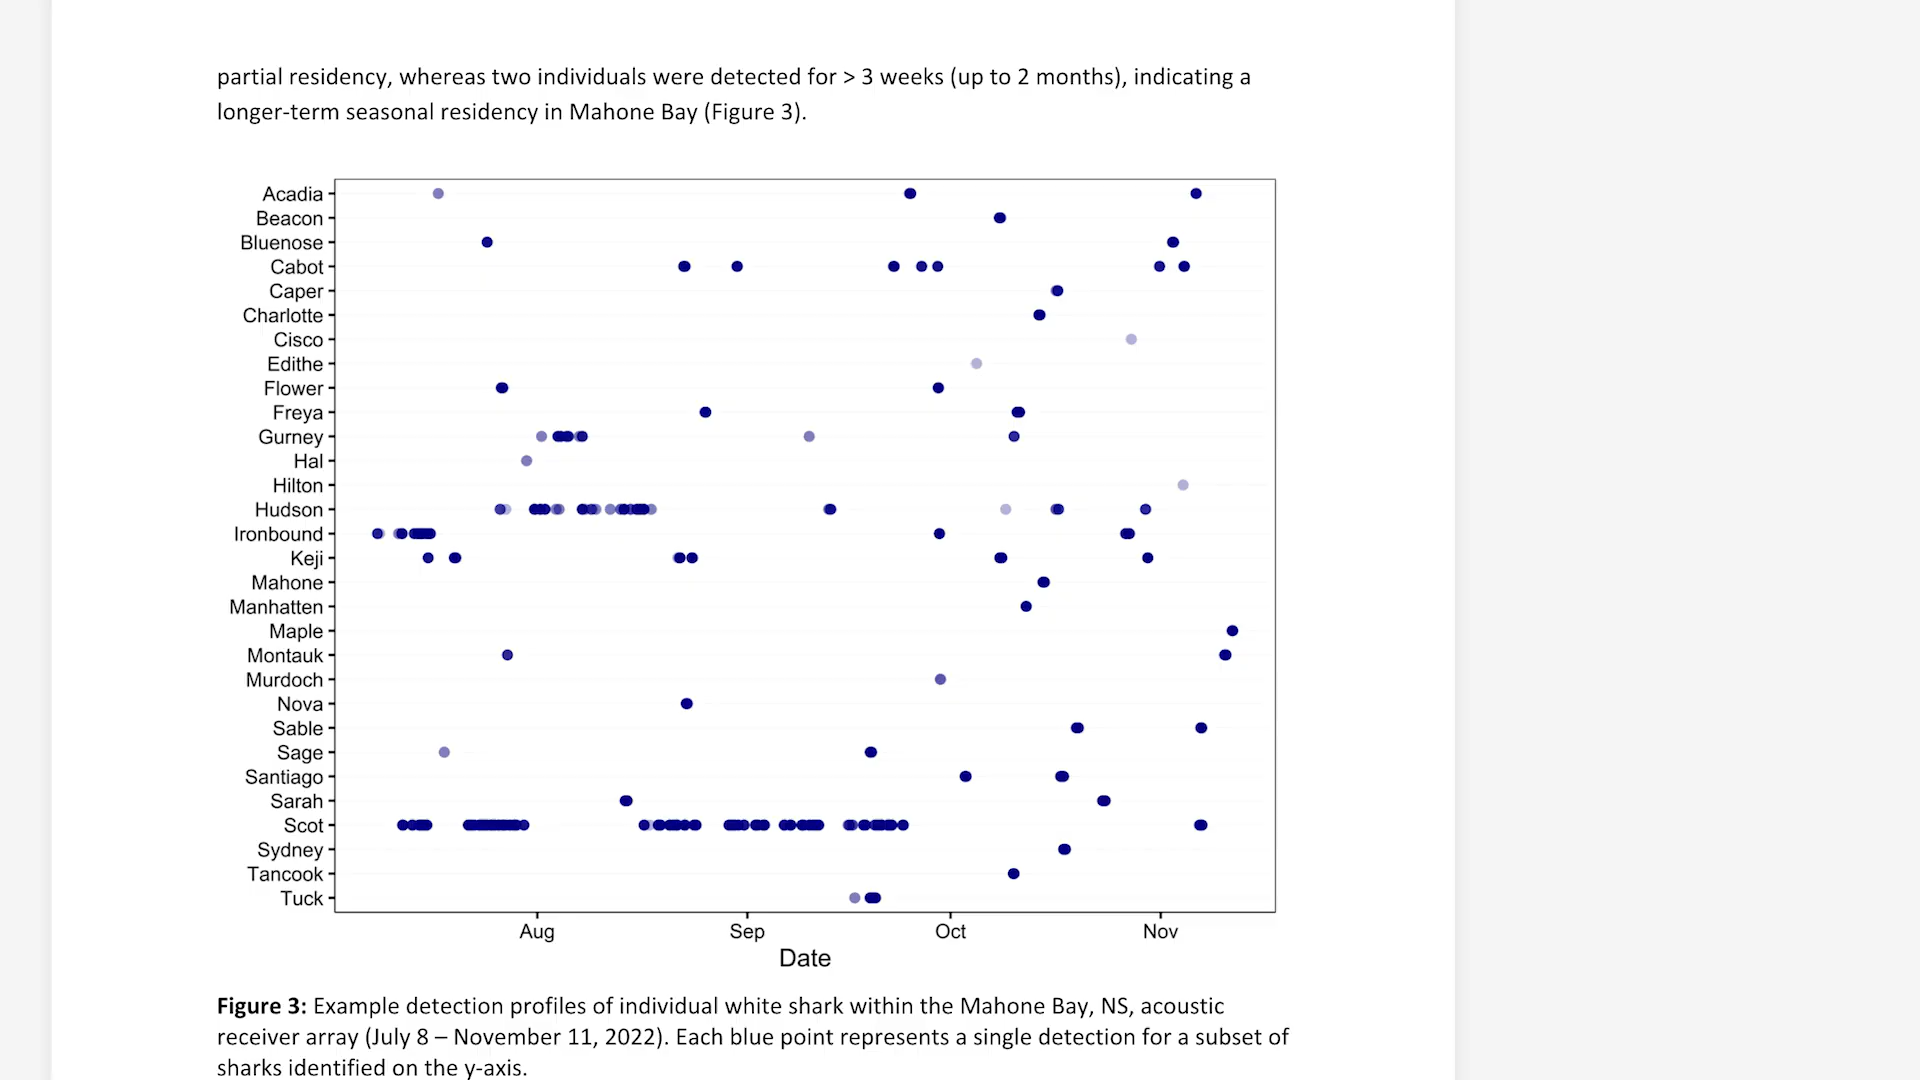 partial residency, whereas two individuals were detected for > 3 weeks (up to 2 months), indicating a
longer-term seasonal residency in Mahone Bay (Figure 3).
Acadia
Beacon
Bluenose
Cabot
Caper
Charlotte
Cisco
Edithe
Flower
Freya
Gurney
Hal
Hilton
Hudson
Ironbound
Keji
Mahone
Manhatten
Maple
Montauk
Murdoch
Nova
Sable
Sage
Santiago
Sarah
Scot
Sydney
Tancook
Tuck
Aug Sep Oct Nov
Date
Figure 3: Example detection profiles of individual white shark within the Mahone Bay, NS, acoustic
receiver array (July 8 – November 11, 2022). Each blue point represents a single detection for a subset of
sharks identified on the y-axis.